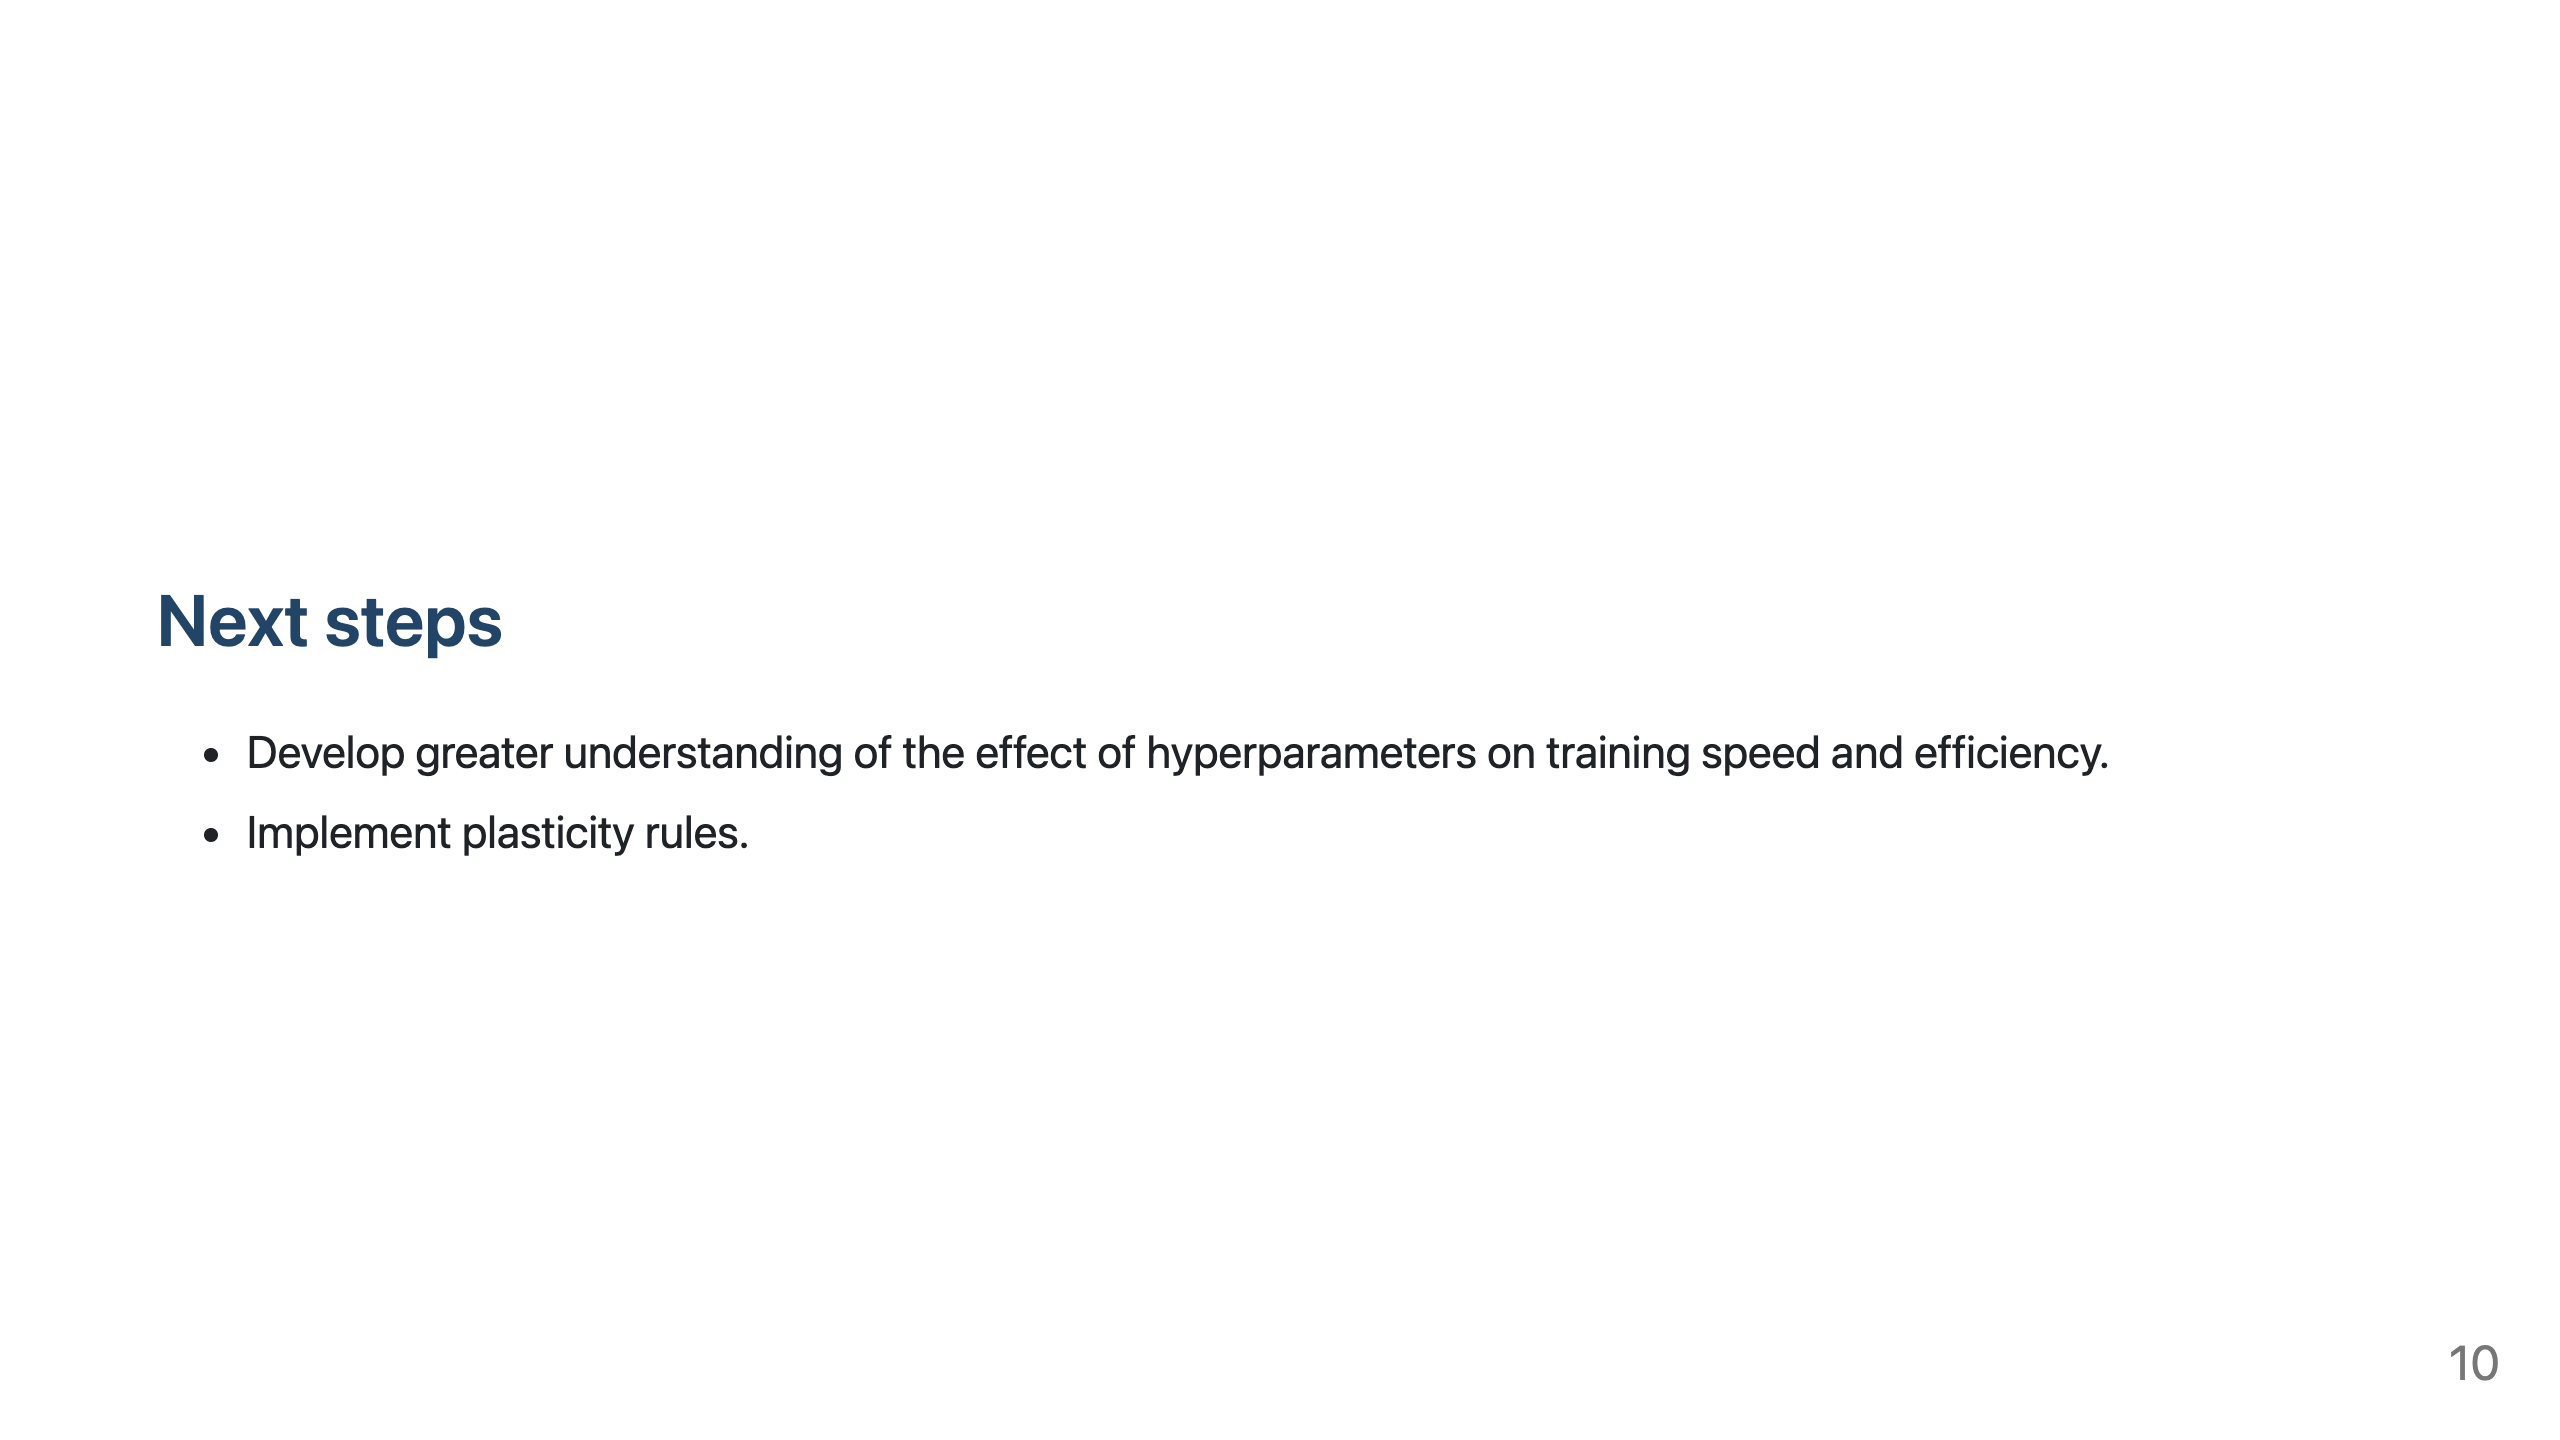 Next steps
• Develop greater understanding of the effect of hyperparameters on training speed and efficiency.
• Implement plasticity rules.
10